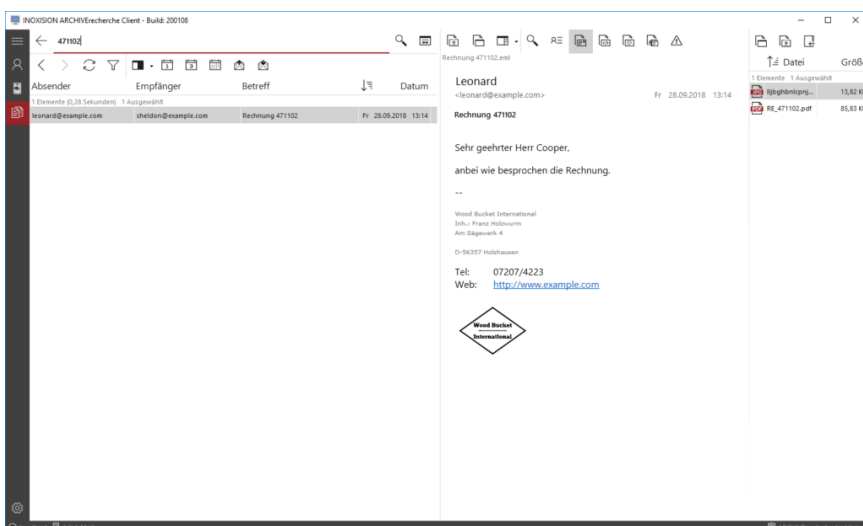 INOXISION ARCHIVErecherche Client - Build: 200108
471102
Absender Empfänger Betreff Datum
1 Elemente (0,28 Sekunden) 1 Ausgewählt
leonard@example.com sheldon@example.com Rechnung 471102 Fr 28.09.2018 13:14
Rechnung 471102.eml
Leonard
<leonard@example.com> Fr 28.09.2018 13:14
Rechnung 471102
Sehr geehrter Herr Cooper,
anbei wie besprochen die Rechnung.
--
Wood Bucket International
Inh.: Franz Holzwurm
Am Sägewerk 4
D-56357 Holzhausen
Tel: 07207/4223
Web: http://www.example.com
Wood Bucket
International
Datei Größ
1 Elemente 1 Ausgewählt
13,82 K
RE_471102.pdf 85,83 K